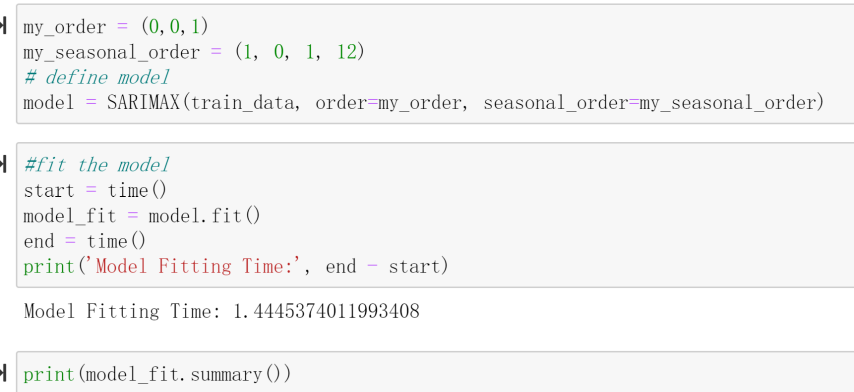 my_order = (0,0,1)
my_seasonal_order = (1, 0, 1, 12)
# define model
model = SARIMAX(train_data, order=my_order, seasonal_order=my_seasonal_order)
#fit the model
start = time()
model_fit = model.fit()
end = time()
print('Model Fitting Time:', end - start)
Model Fitting Time: 1.4445374011993408
print(model_fit.summary())